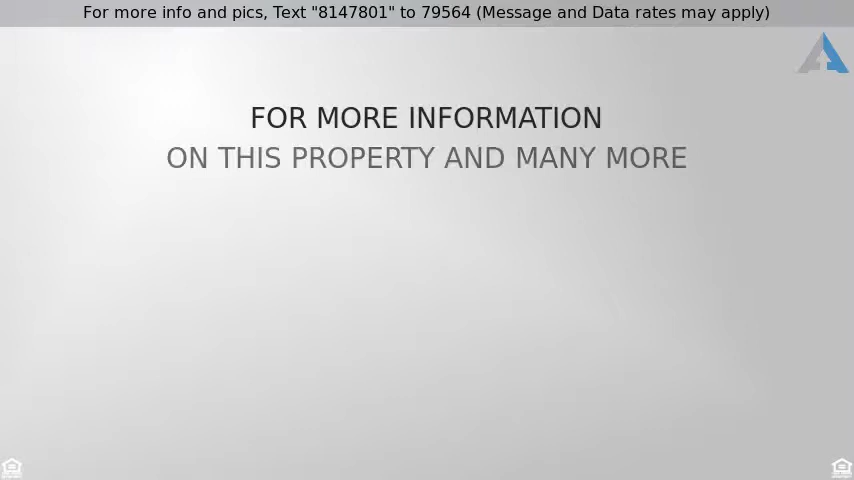 For more info and pics, Text "8147801" to 79564 (Message and Data rates may apply)
FOR MORE INFORMATION
ON THIS PROPERTY AND MANY MORE